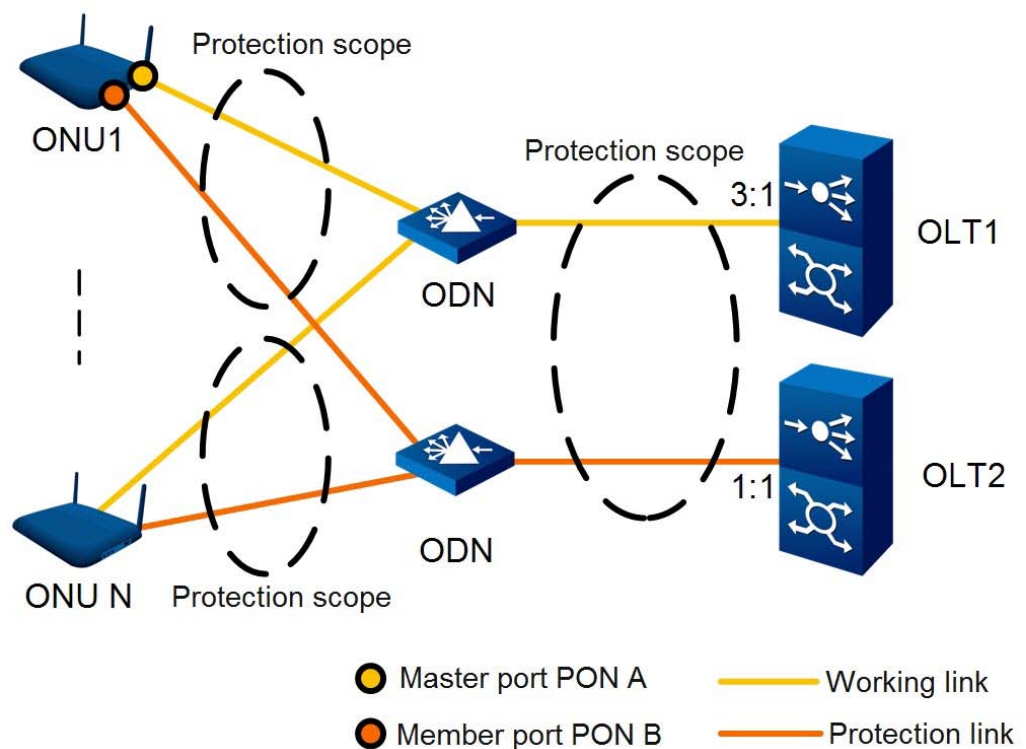 Protection scope
ONU1
Protection scope
3:1
OLT1
ODN
1:1
OLT2
ODN
ONU N
Protection scope
Master port PON A
Working link
Member port PON B
Protection link